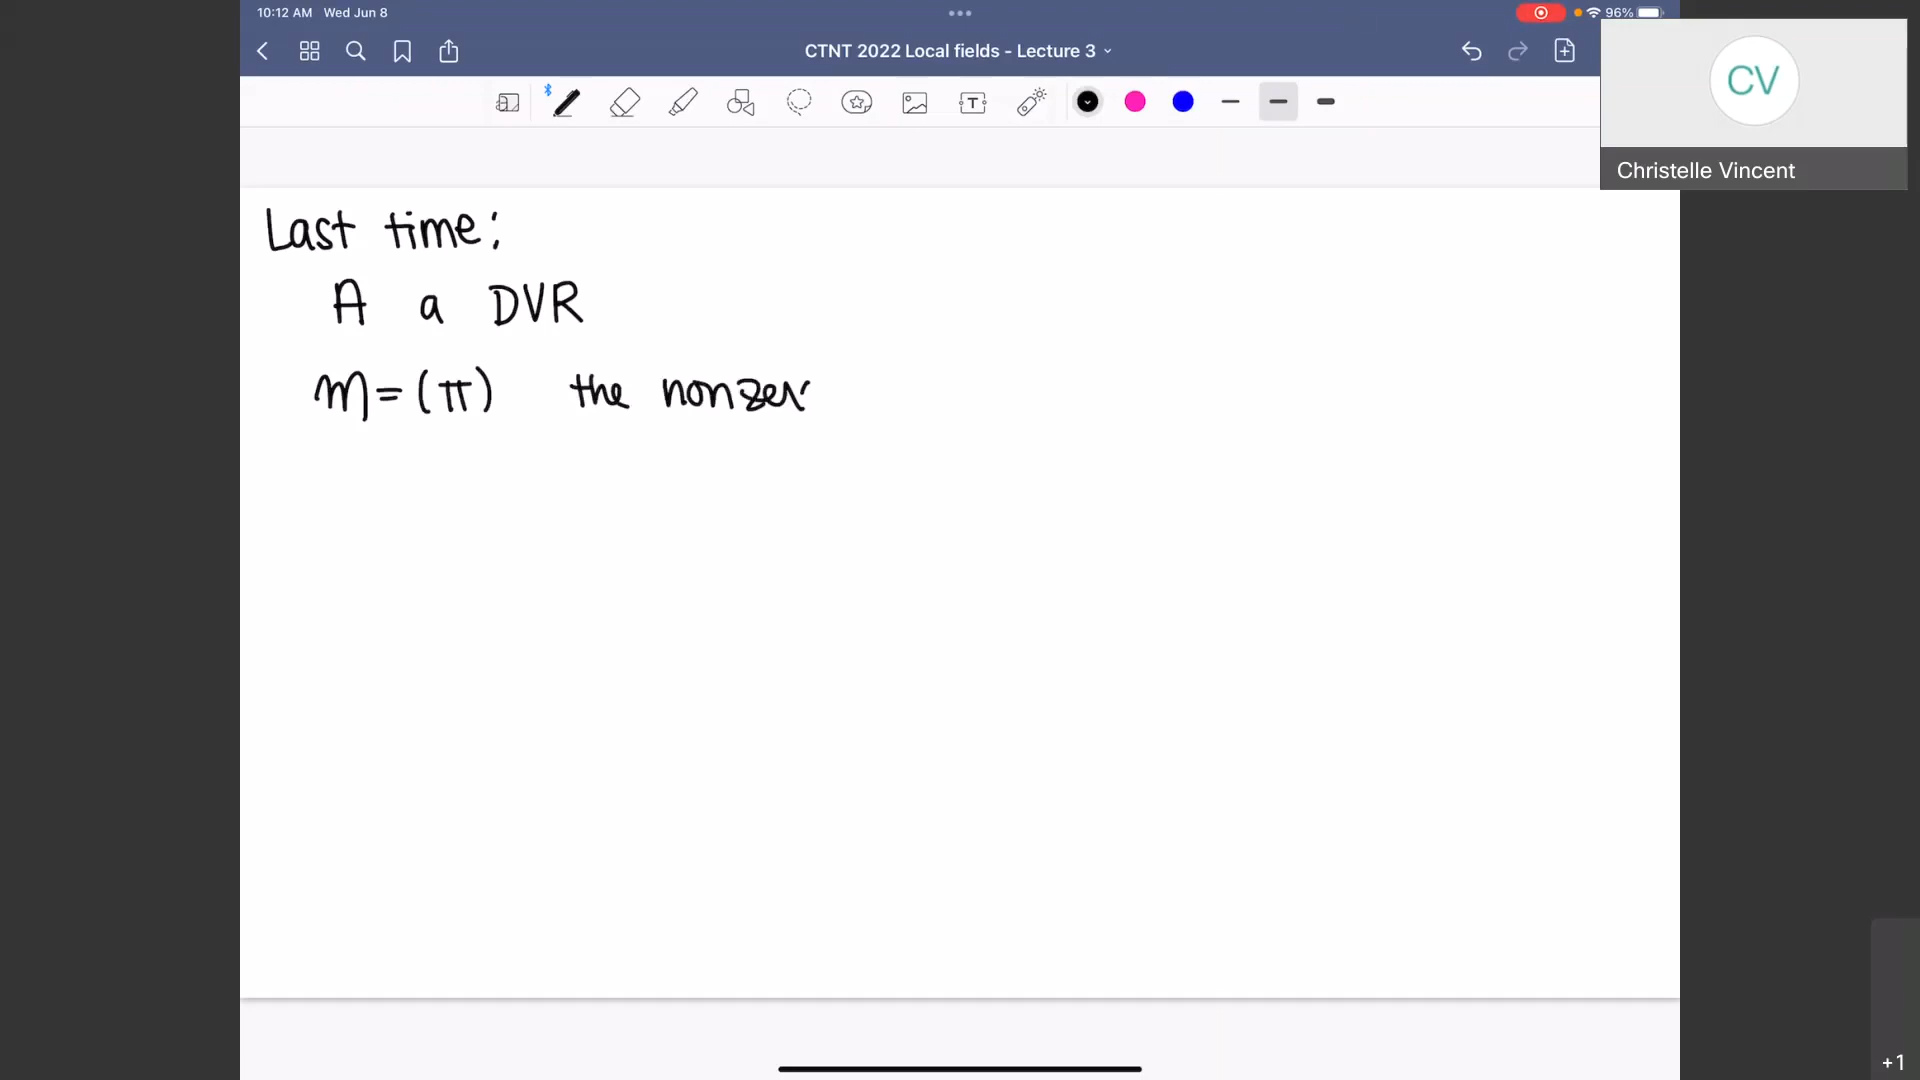 10:12 AM Wed Jun 8
96%
CTNT 2022 Local fields - Lecture 3
T
CV
Christelle Vincent
Last time:
A a DVR
m = (π) the nonzer
+1